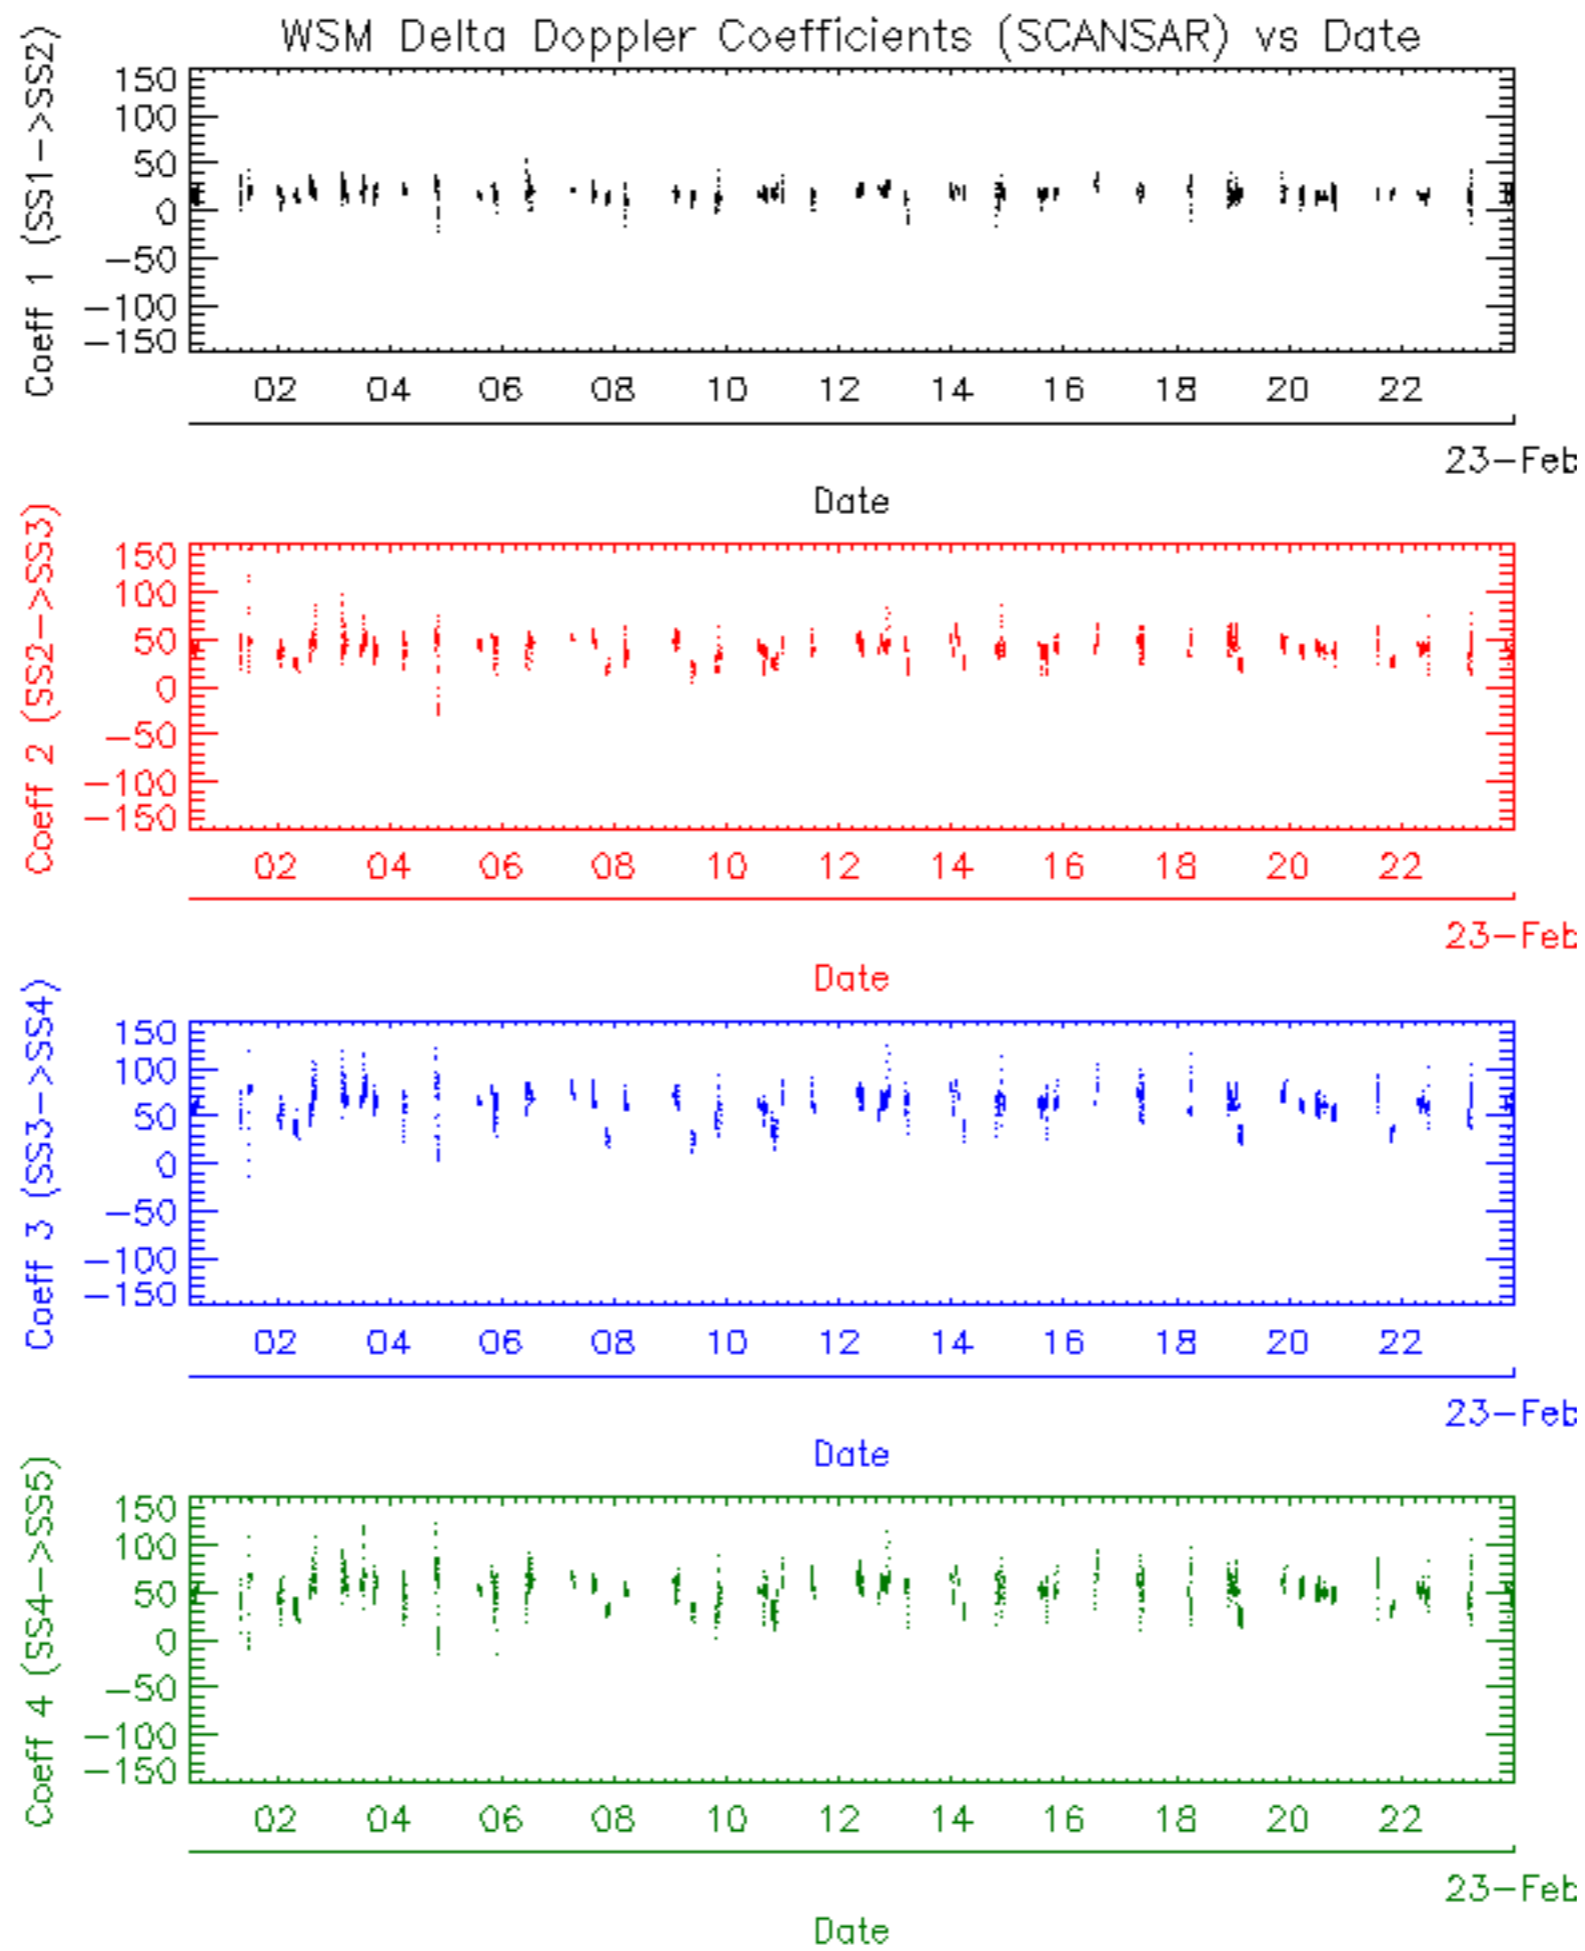 WSM Delta Doppler Coefficients (SCANSAR) vs Date
Coeff 1 (SS1->SS2)
150
100
50
0
-50
-100
-150
02 04 06 08 10 12 14 16 18 20 22
23-Feb
Date
Coeff 2 (SS2->SS3)
150
100
50
0
-50
-100
-150
02 04 06 08 10 12 14 16 18 20 22
23-Feb
Date
Coeff 3 (SS3->SS4)
150
100
50
0
-50
-100
-150
02 04 06 08 10 12 14 16 18 20 22
23-Feb
Date
Coeff 4 (SS4->SS5)
150
100
50
0
-50
-100
-150
02 04 06 08 10 12 14 16 18 20 22
23-Feb
Date